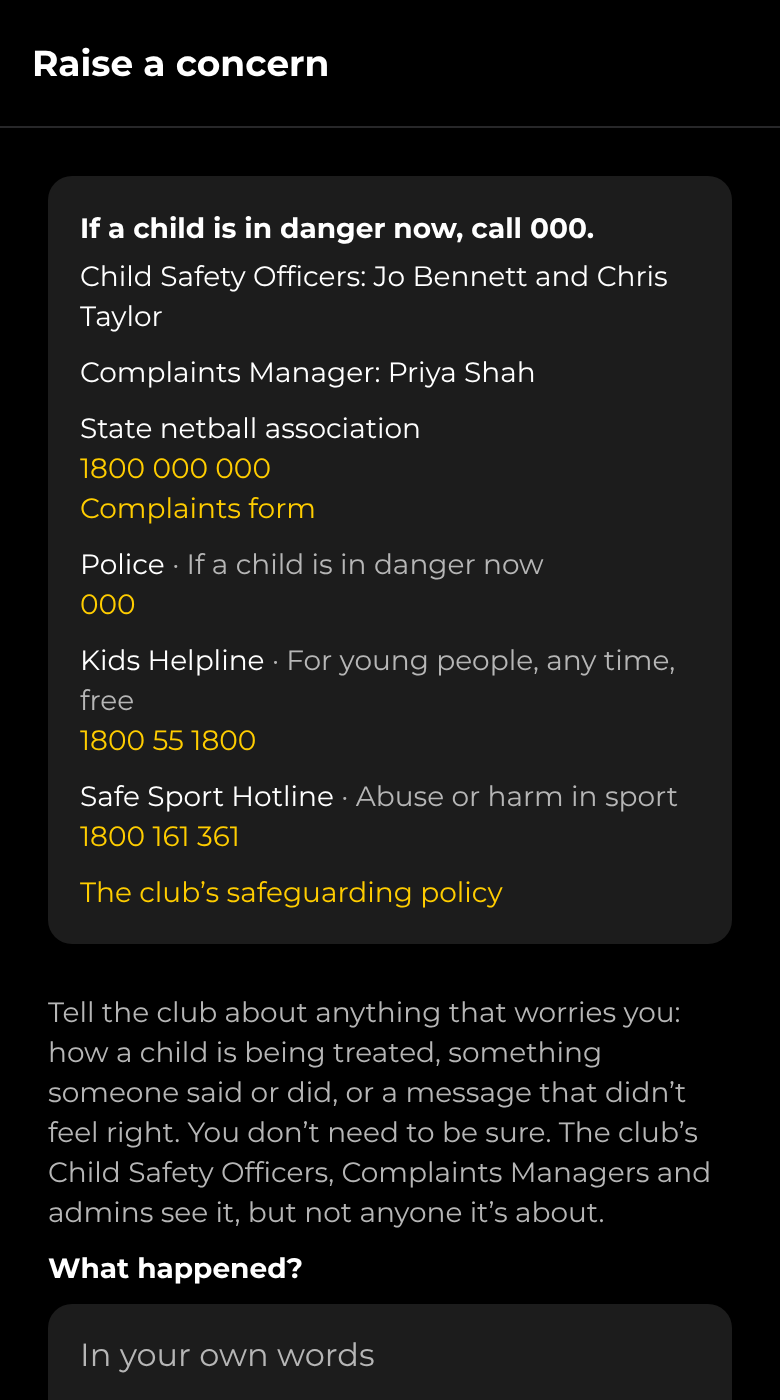 Raise a concern
If a child is in danger now, call 000.
Child Safety Officers: Jo Bennett and Chris
Taylor
Complaints Manager: Priya Shah
State netball association
1800 000 000
Complaints form
Police · If a child is in danger now
000
Kids Helpline · For young people, any time,
free
1800 55 1800
Safe Sport Hotline · Abuse or harm in sport
1800 161 361
The club’s safeguarding policy
Tell the club about anything that worries you:
how a child is being treated, something
someone said or did, or a message that didn’t
feel right. You don’t need to be sure. The club’s
Child Safety Officers, Complaints Managers and
admins see it, but not anyone it’s about.
What happened?
In your own words